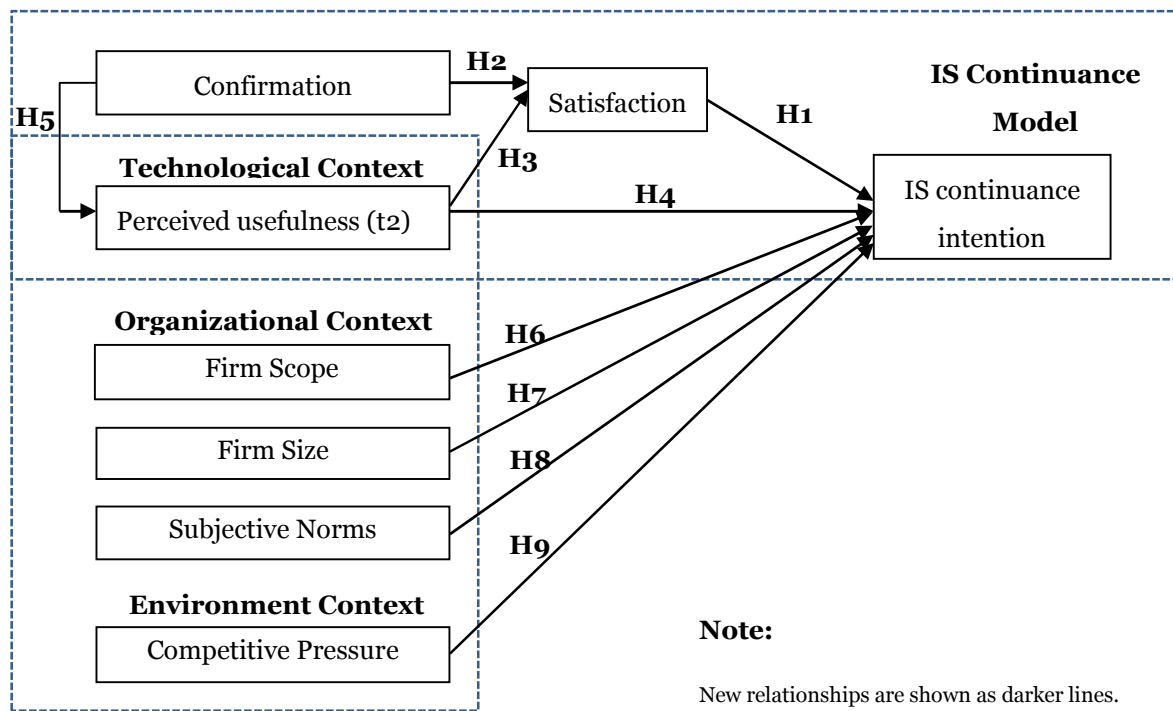 Confirmation
H2
Satisfaction
H1
IS Continuance
Model
H5
Technological Context
H3
Perceived usefulness (t2)
H4
IS continuance
intention
Organizational Context
Firm Scope
H6
Firm Size
H7
Subjective Norms
H8
Environment Context
Competitive Pressure
H9
Note:
New relationships are shown as darker lines.